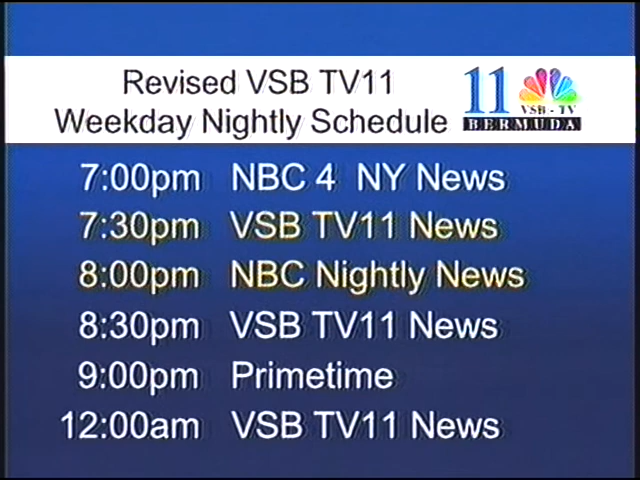 Revised VSB TV11
Weekday Nightly Schedule
11
VSB - TV
BERMUDA
7:00pm NBC 4 NY News
7:30pm VSB TV11 News
8:00pm NBC Nightly News
8:30pm VSB TV11 News
9:00pm Primetime
12:00am VSB TV11 News